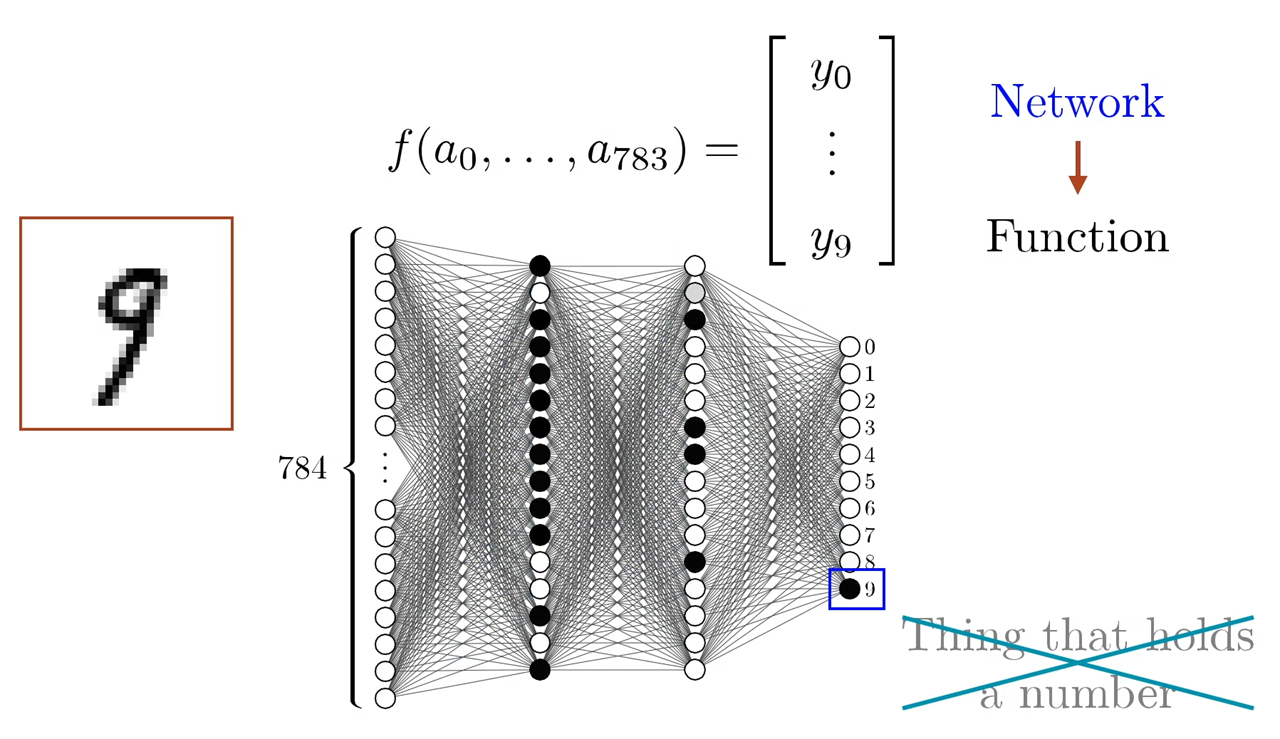 f(a₀, . . . , a₇₈₃) =
y₀
⋮
y₉
Network
Function
9
784
⋮
0
1
2
3
4
5
6
7
8
9
Thing that holds
a number